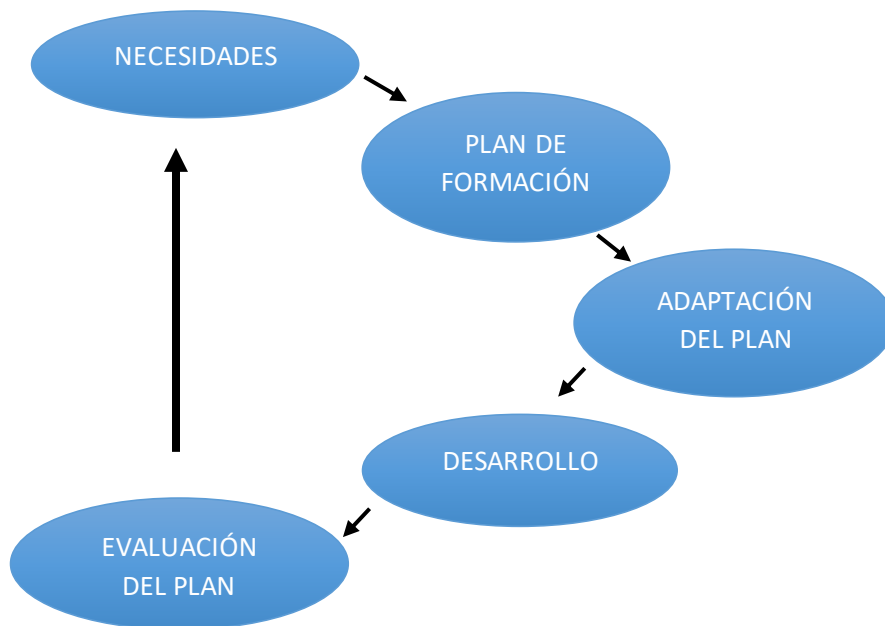 NECESIDADES
PLAN DE
FORMACIÓN
ADAPTACIÓN
DEL PLAN
DESARROLLO
EVALUACIÓN
DEL PLAN